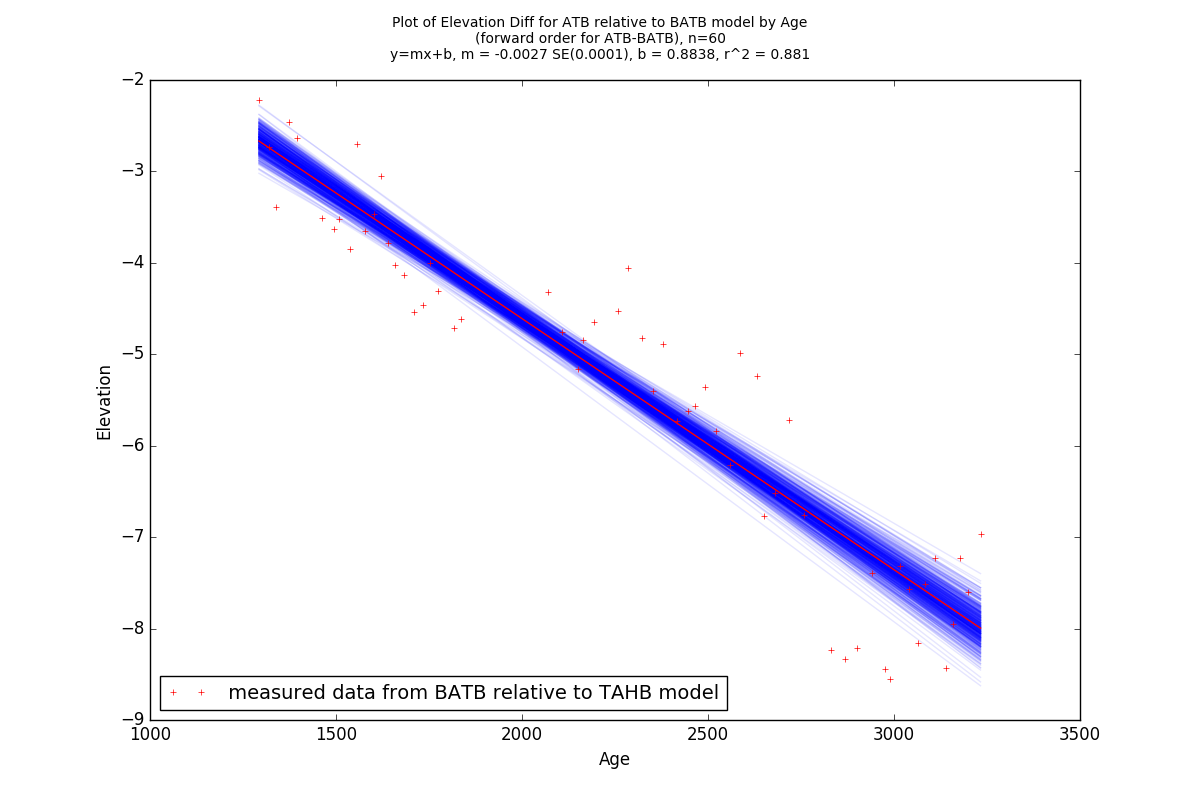 Plot of Elevation Diff for ATB relative to BATB model by Age
(forward order for ATB-BATB), n=60
y=mx+b, m = -0.0027 SE(0.0001), b = 0.8838, r^2 = 0.881
−2
−3
−4
−5
−6
−7
−8
−9
Elevation
measured data from BATB relative to TAHB model
1000 1500 2000 2500 3000 3500
Age